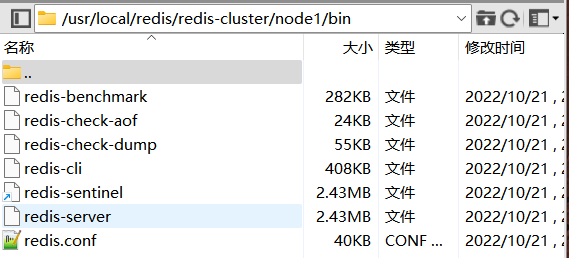 /usr/local/redis/redis-cluster/node1/bin
名称 大小 类型 修改时间
..
redis-benchmark 282KB 文件 2022/10/21 ,
redis-check-aof 24KB 文件 2022/10/21 ,
redis-check-dump 55KB 文件 2022/10/21 ,
redis-cli 408KB 文件 2022/10/21 ,
redis-sentinel 2.43MB 文件 2022/10/21 ,
redis-server 2.43MB 文件 2022/10/21 ,
redis.conf 40KB CONF ... 2022/10/21 ,